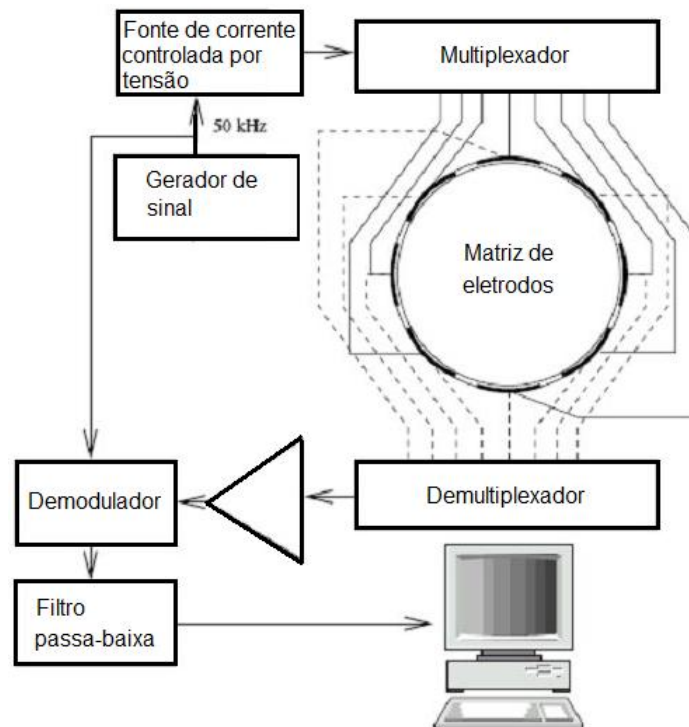 Fonte de corrente
controlada por
tensão
Multiplexador
50 kHz
Gerador de
sinal
Matriz de
eletrodos
Demodulador
Demultiplexador
Filtro
passa-baixa